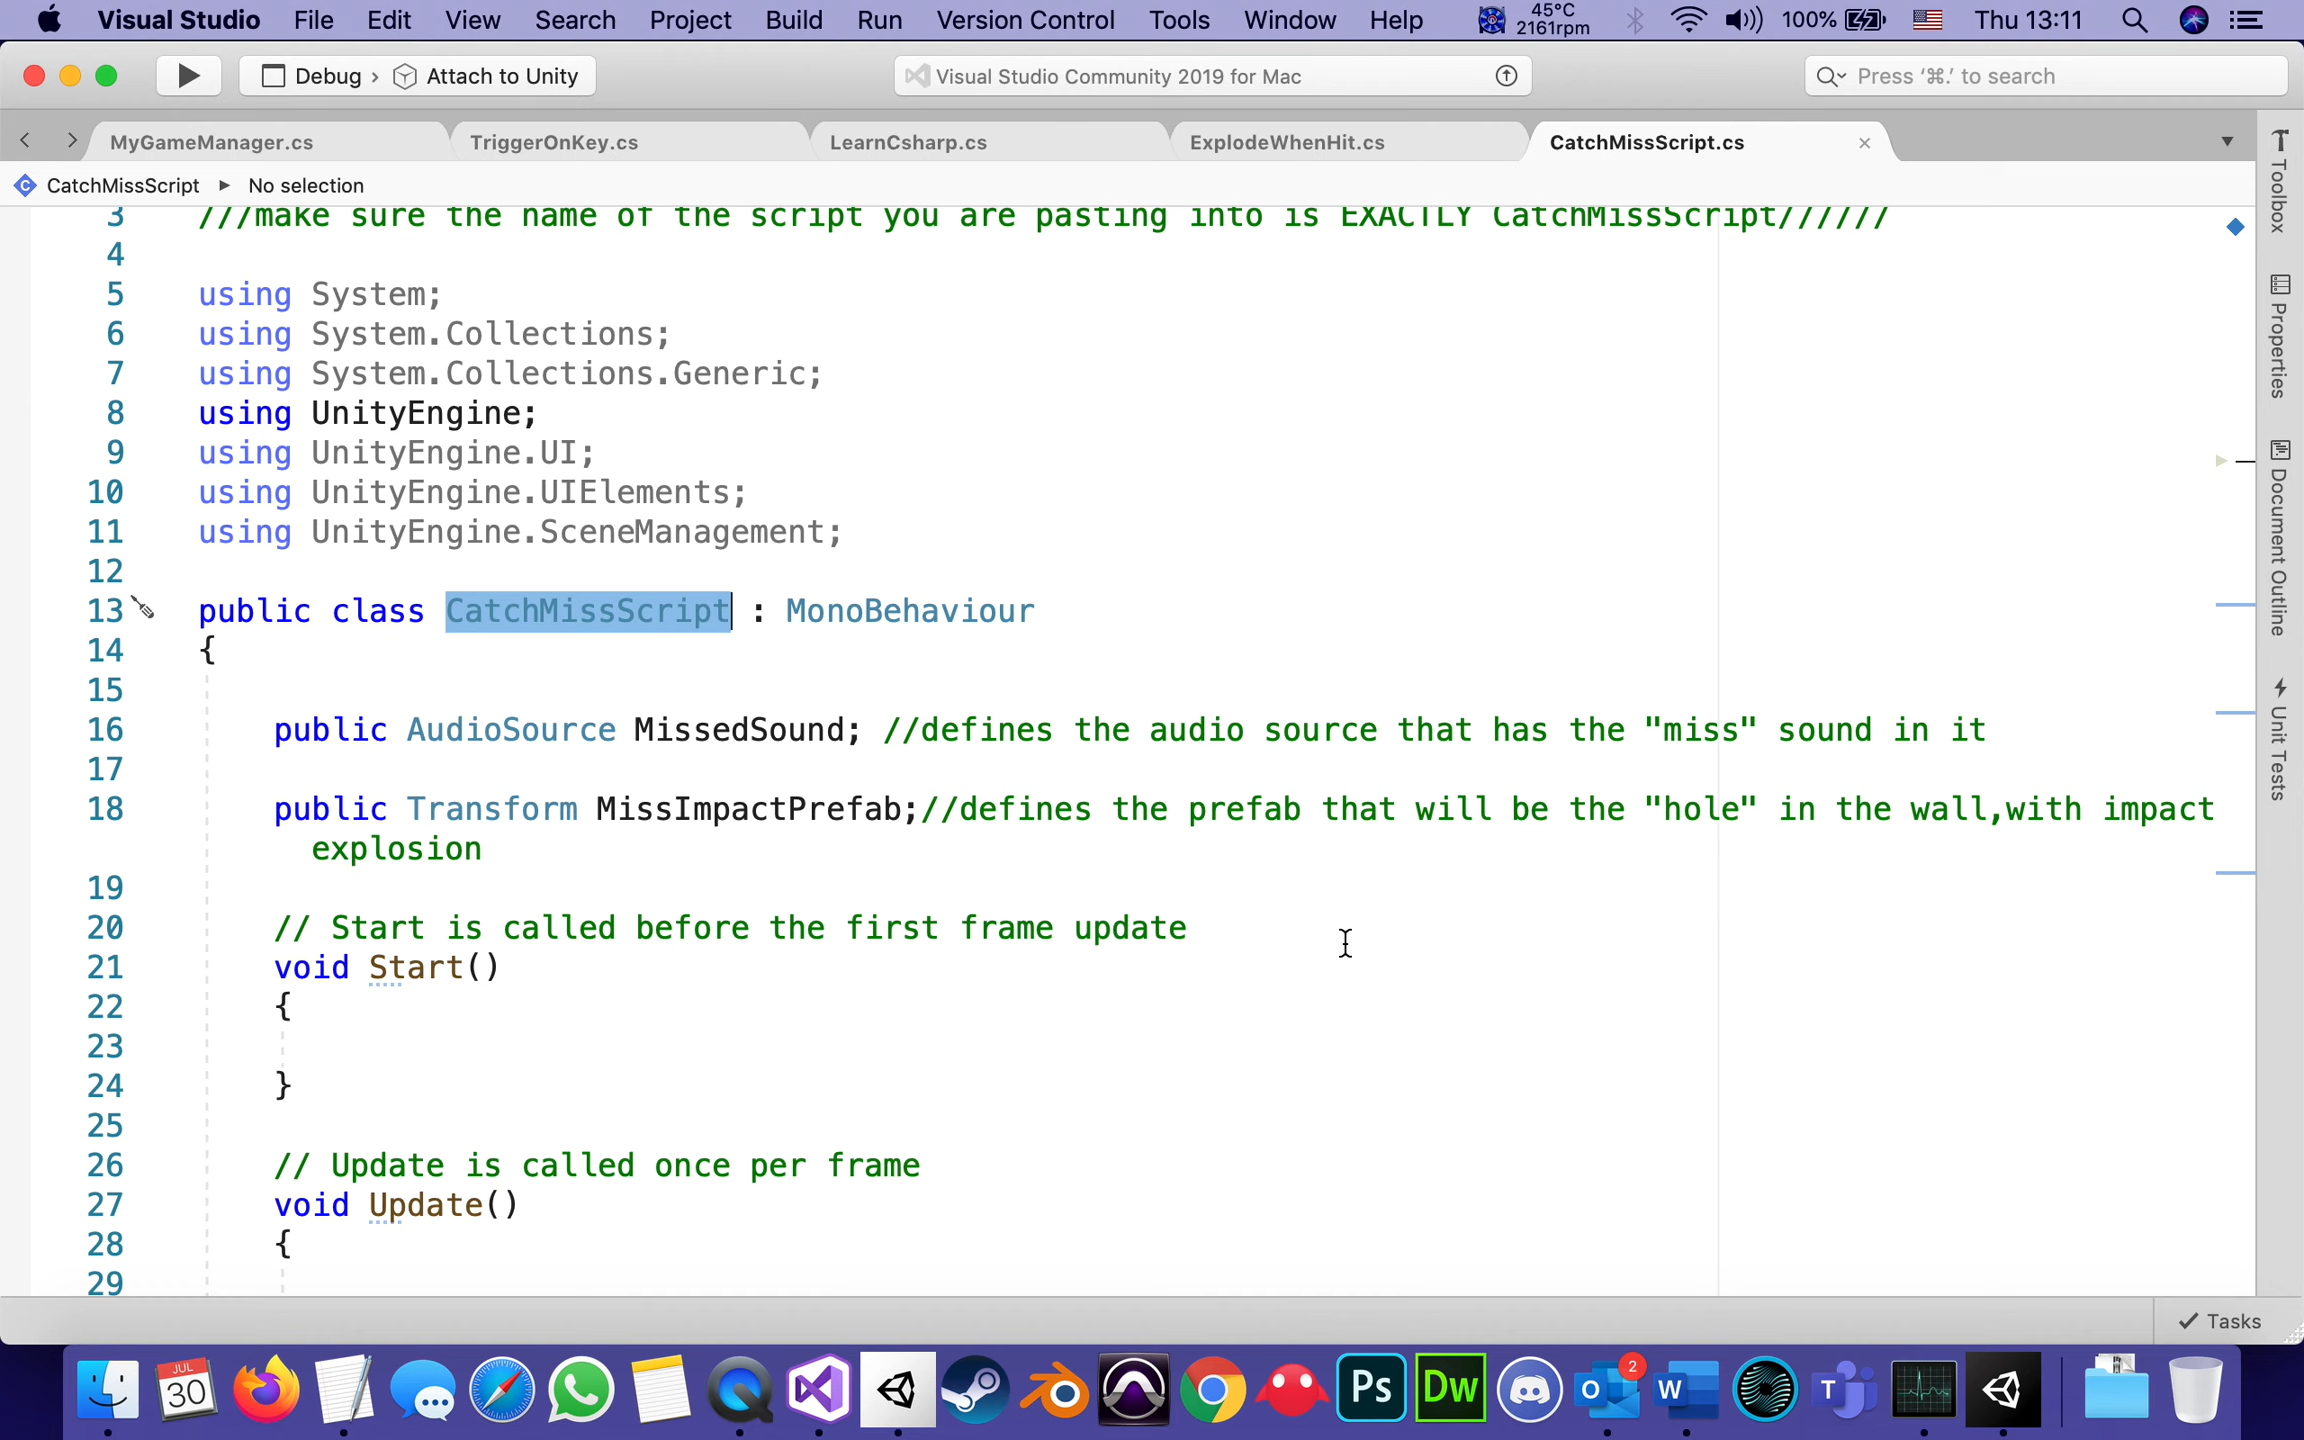 Visual Studio File Edit View Search Project Build Run Version Control Tools Window Help 45°C 2161rpm 100% Thu 13:11
Debug › Attach to Unity Visual Studio Community 2019 for Mac Press ‘⌘.’ to search
MyGameManager.cs TriggerOnKey.cs LearnCsharp.cs ExplodeWhenHit.cs CatchMissScript.cs
CatchMissScript No selection
3 ///make sure the name of the script you are pasting into is EXACTLY CatchMissScript//////
4
5 using System;
6 using System.Collections;
7 using System.Collections.Generic;
8 using UnityEngine;
9 using UnityEngine.UI;
10 using UnityEngine.UIElements;
11 using UnityEngine.SceneManagement;
12
13 public class CatchMissScript : MonoBehaviour
14 {
15
16 public AudioSource MissedSound; //defines the audio source that has the "miss" sound in it
17
18 public Transform MissImpactPrefab;//defines the prefab that will be the "hole" in the wall,with impact
explosion
19
20 // Start is called before the first frame update
21 void Start()
22 {
23
24 }
25
26 // Update is called once per frame
27 void Update()
28 {
29
Toolbox
Properties
Document Outline
Unit Tests
Tasks
JUL
30
Ps
Dw
O
2
W
T